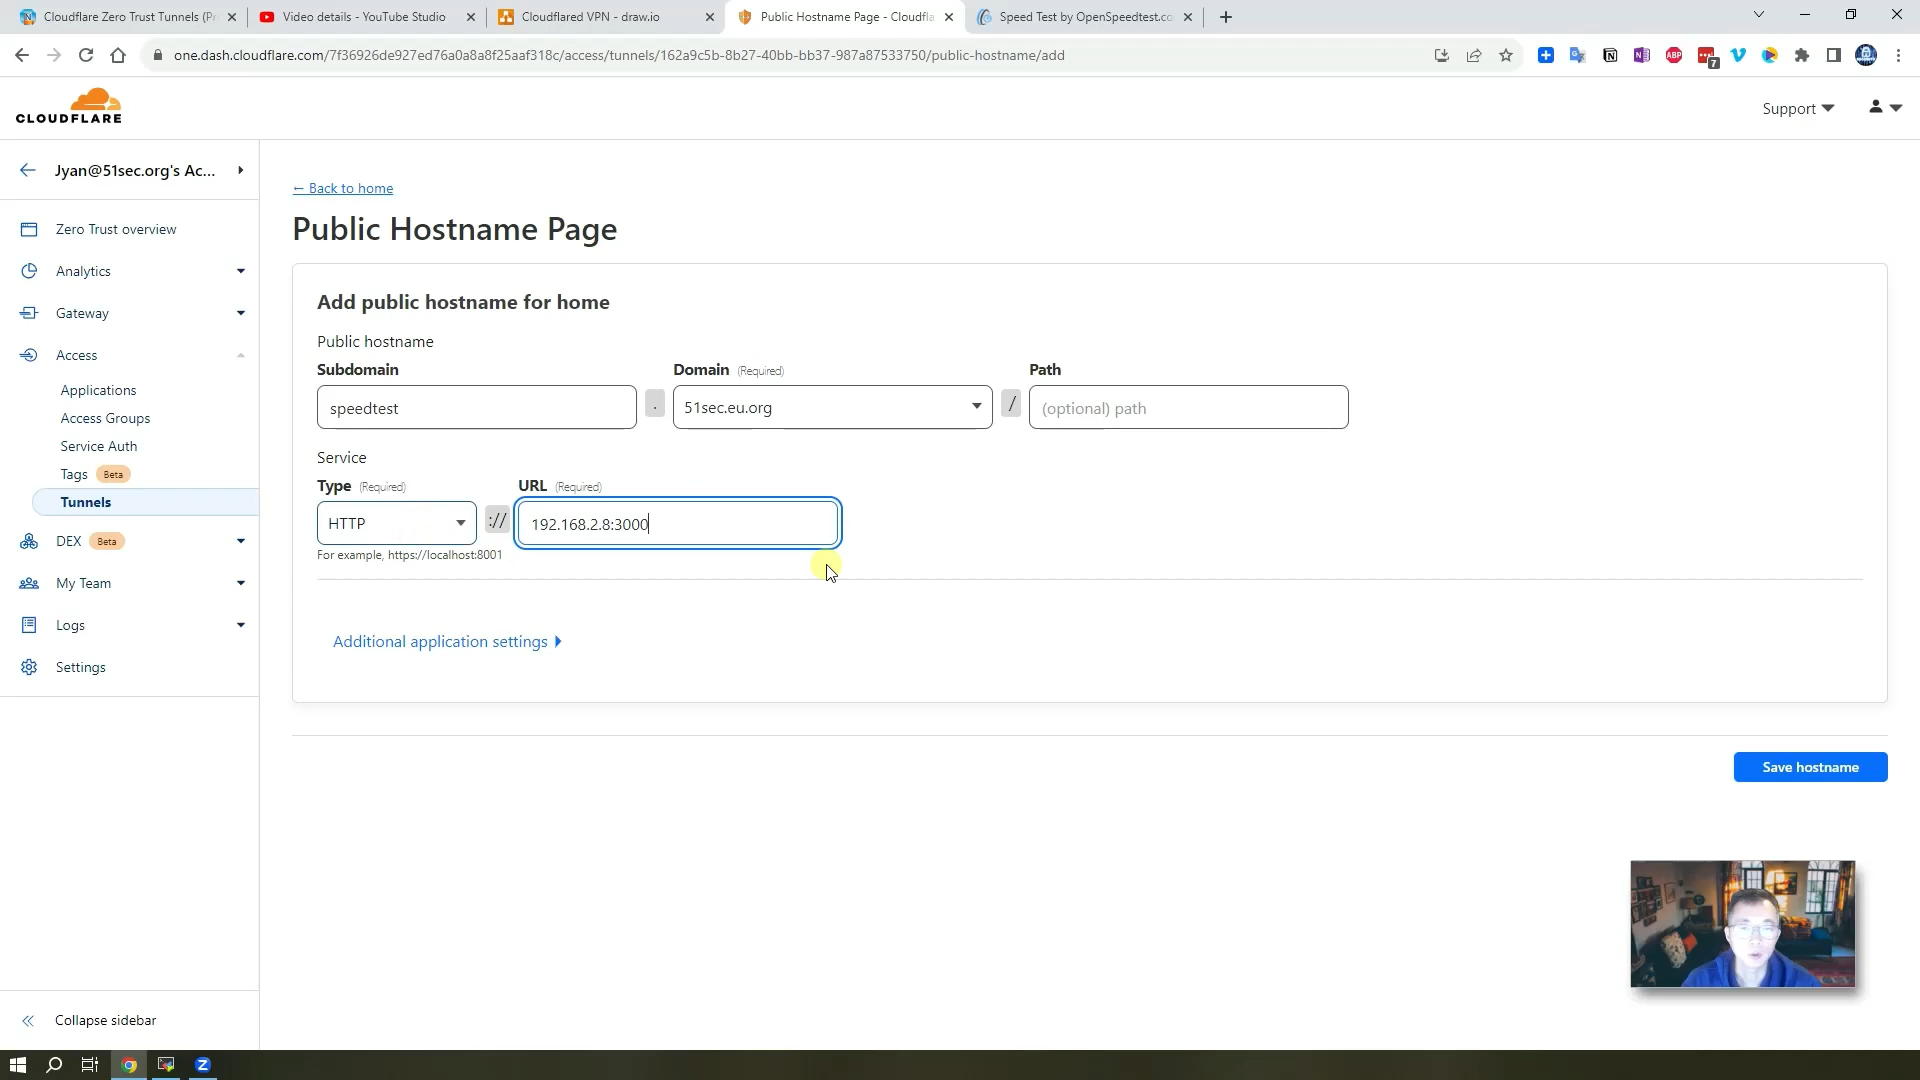 Cloudflare Zero Trust Tunnels (Pr
Video details - YouTube Studio
Cloudflared VPN - draw.io
Public Hostname Page - Cloudfla
Speed Test by OpenSpeedtest.co
one.dash.cloudflare.com/7f36926de927ed76a0a8a8f25aaf318c/access/tunnels/162a9c5b-8b27-40bb-bb37-987a87533750/public-hostname/add
ABP
7
CLOUDFLARE
Support
Jyan@51sec.org's Ac...
Zero Trust overview
Analytics
Gateway
Access
Applications
Access Groups
Service Auth
Tags Beta
Tunnels
DEX Beta
My Team
Logs
Settings
Collapse sidebar
← Back to home
Public Hostname Page
Add public hostname for home
Public hostname
Subdomain
Domain (Required)
Path
speedtest
.
51sec.eu.org
/
(optional) path
Service
Type (Required)
URL (Required)
HTTP
://
192.168.2.8:3000
For example, https://localhost:8001
Additional application settings
Save hostname